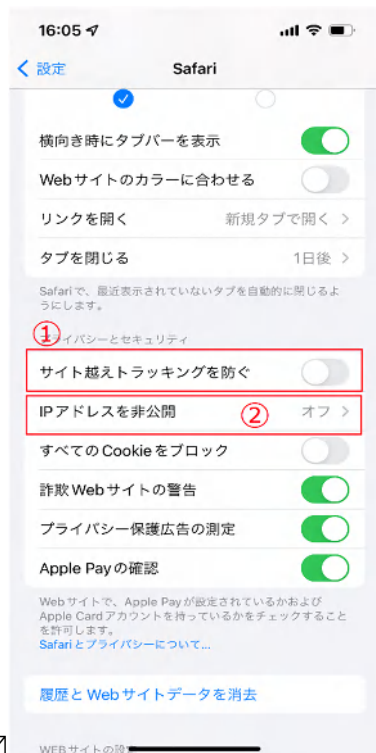 16:05
設定
Safari
横向き時にタブバーを表示
Webサイトのカラーに合わせる
リンクを開く 新規タブで開く
タブを閉じる 1日後
Safariで、最近表示されていないタブを自動的に閉じるよ
うにします。
①
ライバシーとセキュリティ
サイト越えトラッキングを防ぐ
IPアドレスを非公開 ② オフ
すべてのCookieをブロック
詐欺Webサイトの警告
プライバシー保護広告の測定
Apple Payの確認
Webサイトで、Apple Payが設定されているかおよび
Apple Cardアカウントを持っているかをチェックすること
を許可します。
Safariとプライバシーについて...
履歴とWebサイトデータを消去
WEBサイトの設